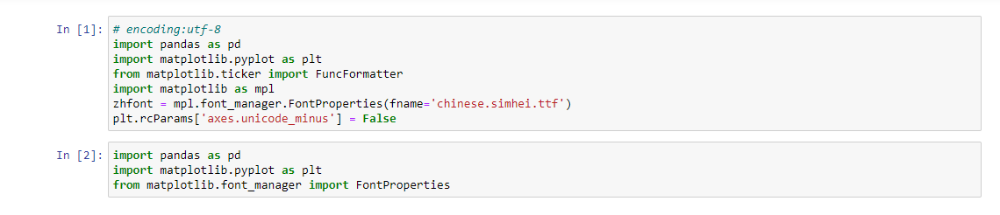 In [1]: # encoding:utf-8
import pandas as pd
import matplotlib.pyplot as plt
from matplotlib.ticker import FuncFormatter
import matplotlib as mpl
zhfont = mpl.font_manager.FontProperties(fname='chinese.simhei.ttf')
plt.rcParams['axes.unicode_minus'] = False
In [2]: import pandas as pd
import matplotlib.pyplot as plt
from matplotlib.font_manager import FontProperties